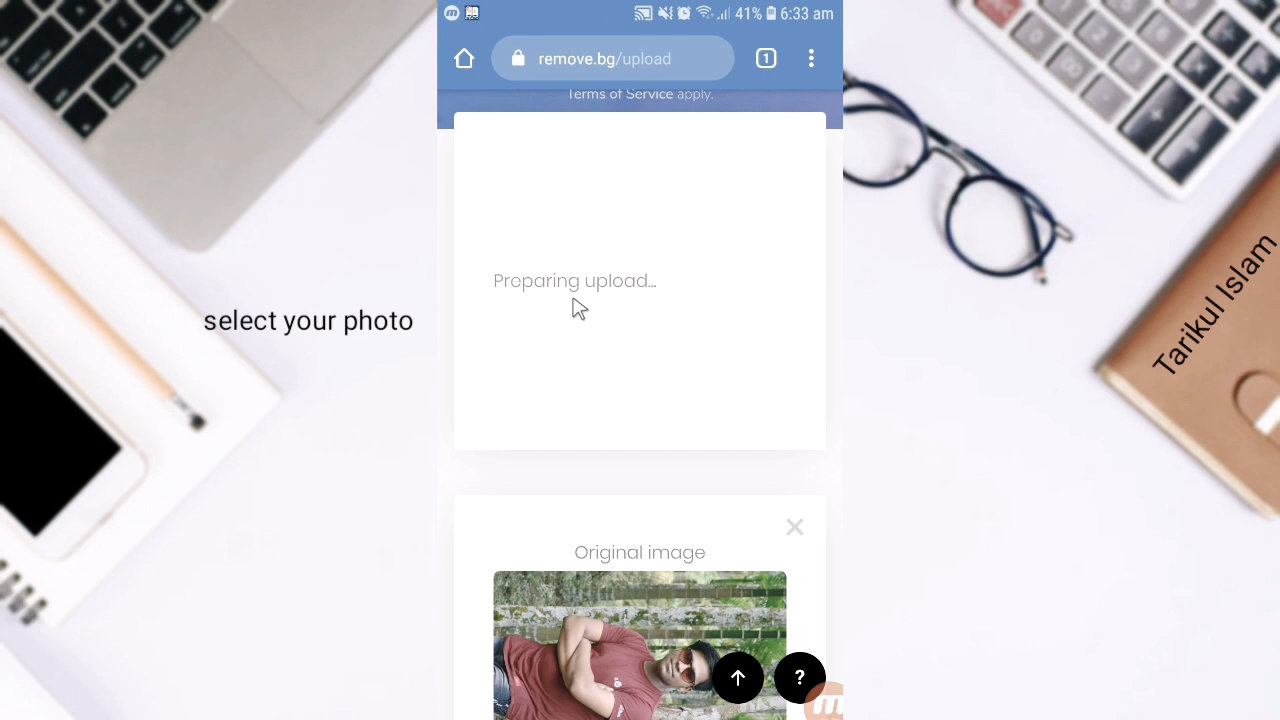 41% 6:33 am
remove.bg/upload
1
Terms of Service apply.
Preparing upload...
select your photo
Tarikul Islam
Original image
?